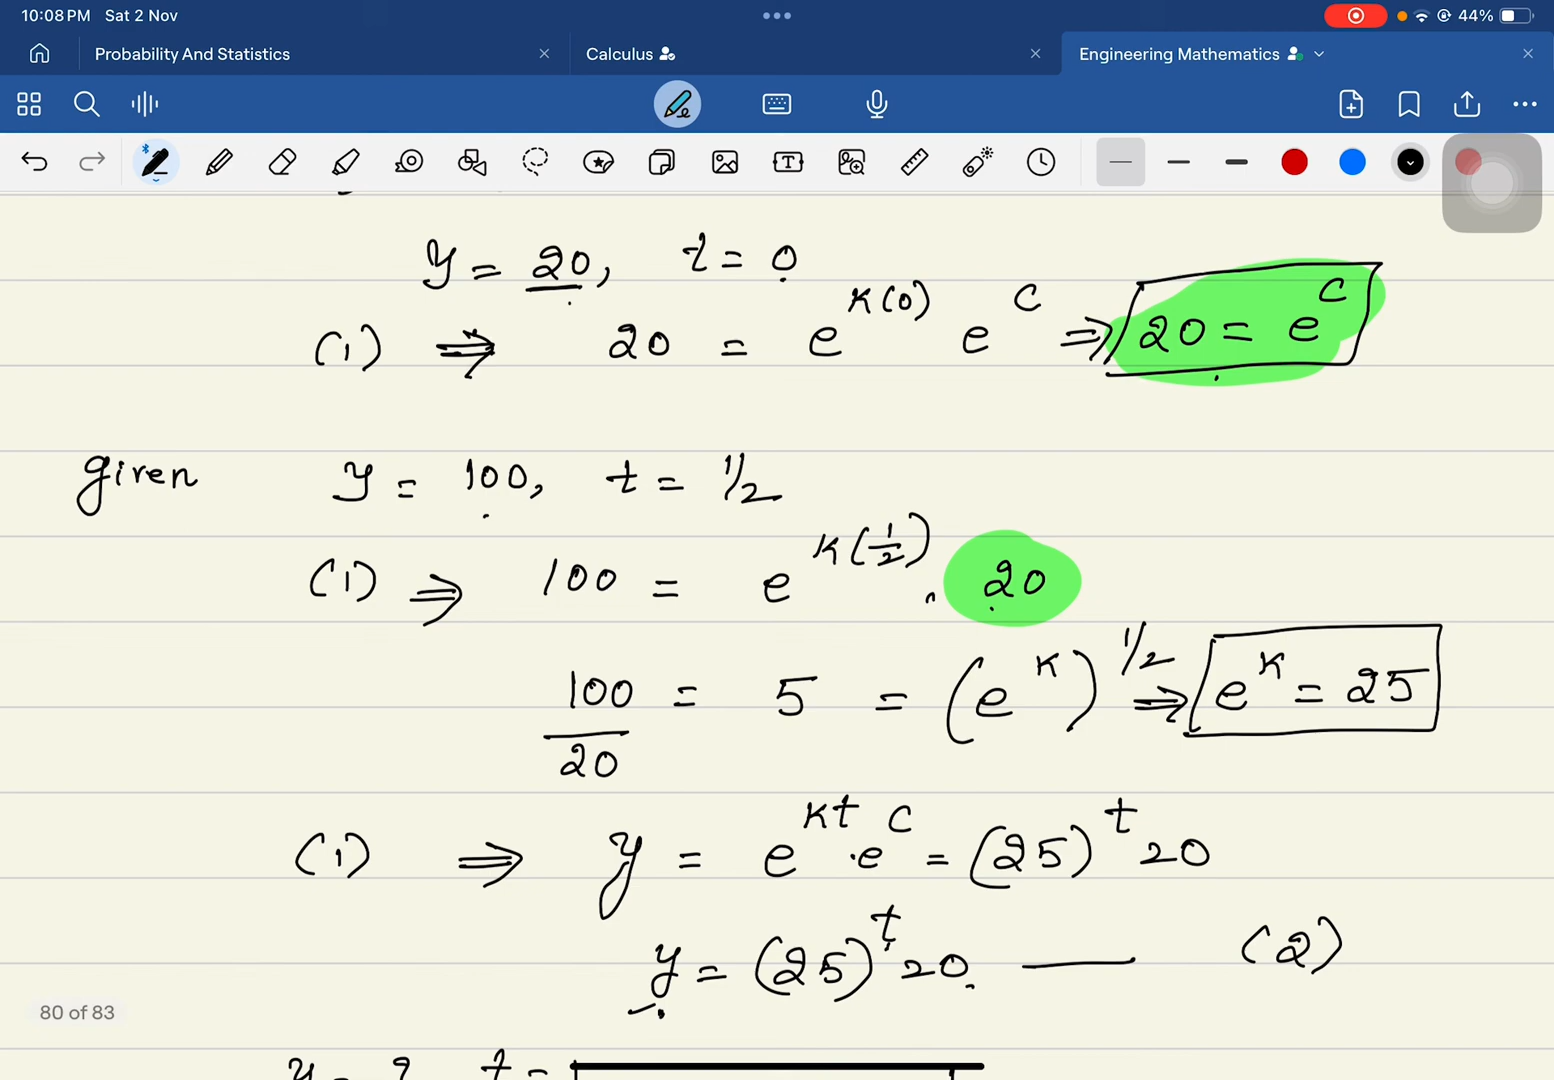 10:08 PM Sat 2 Nov 44%
Probability And Statistics Calculus Engineering Mathematics
y = 20, t = 0
(1) ⇒ 20 = e^{k(0)} e^{c} ⇒ 20 = e^{c}
given y = 100, t = 1/2
(1) ⇒ 100 = e^{k(1/2)} . 20
100/20 = 5 = (e^{k})^{1/2} ⇒ e^{k} = 25
(1) ⇒ y = e^{kt} . e^{c} = (25)^{t} 20
y = (25)^{t} 20 — (2)
80 of 83
y = ? t =